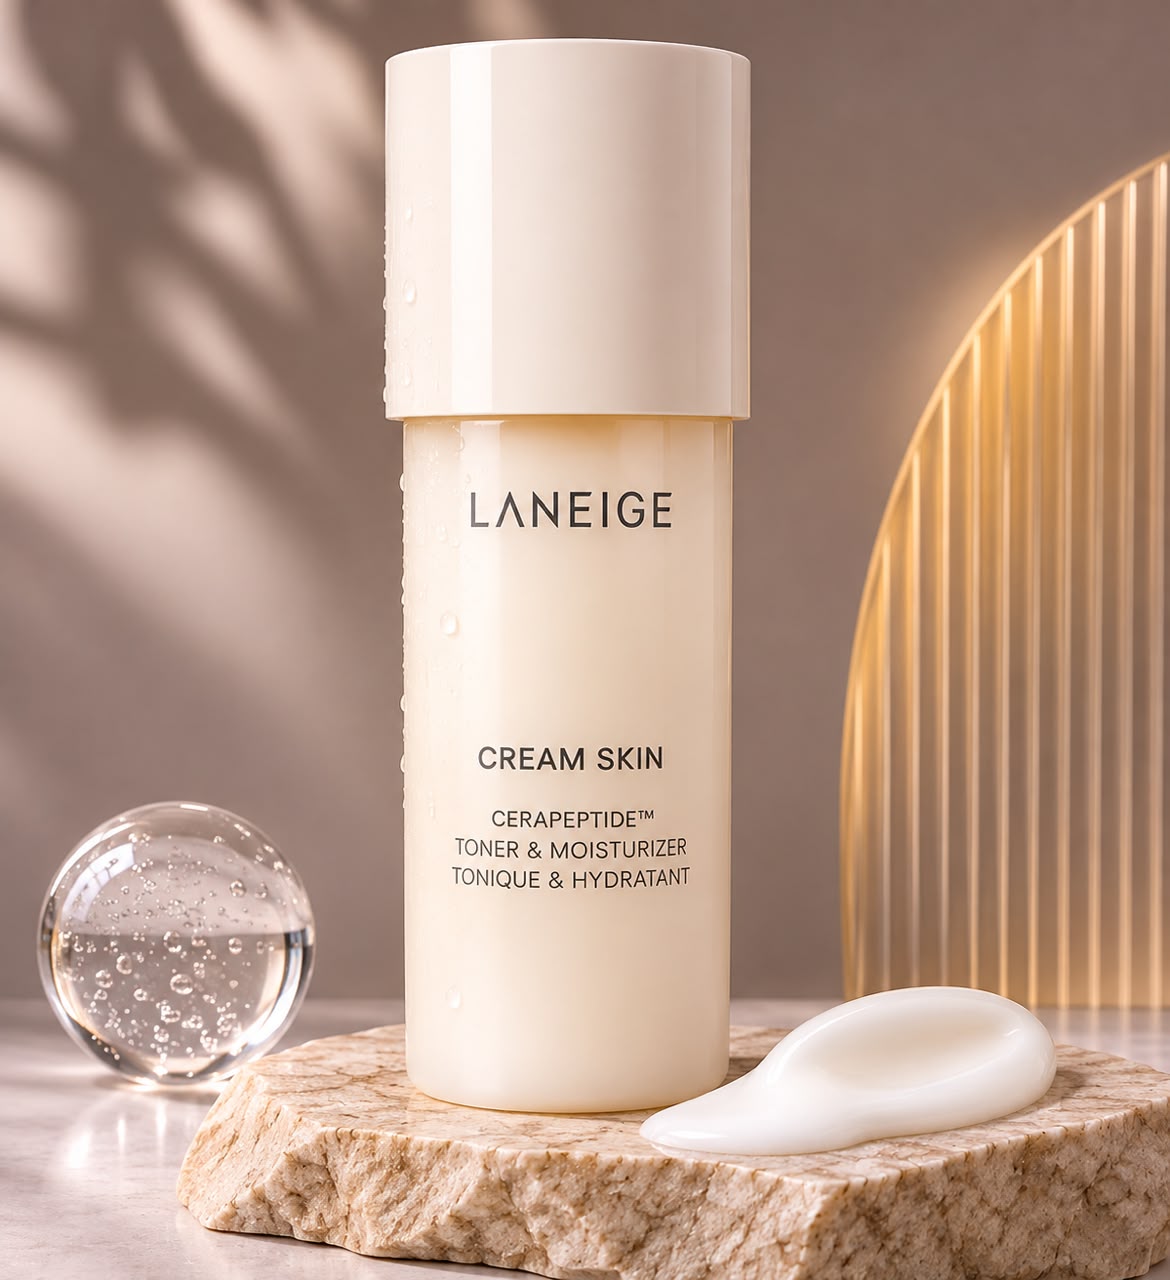 LANEIGE
CREAM SKIN
CERAPEPTIDE™
TONER & MOISTURIZER
TONIQUE & HYDRATANT